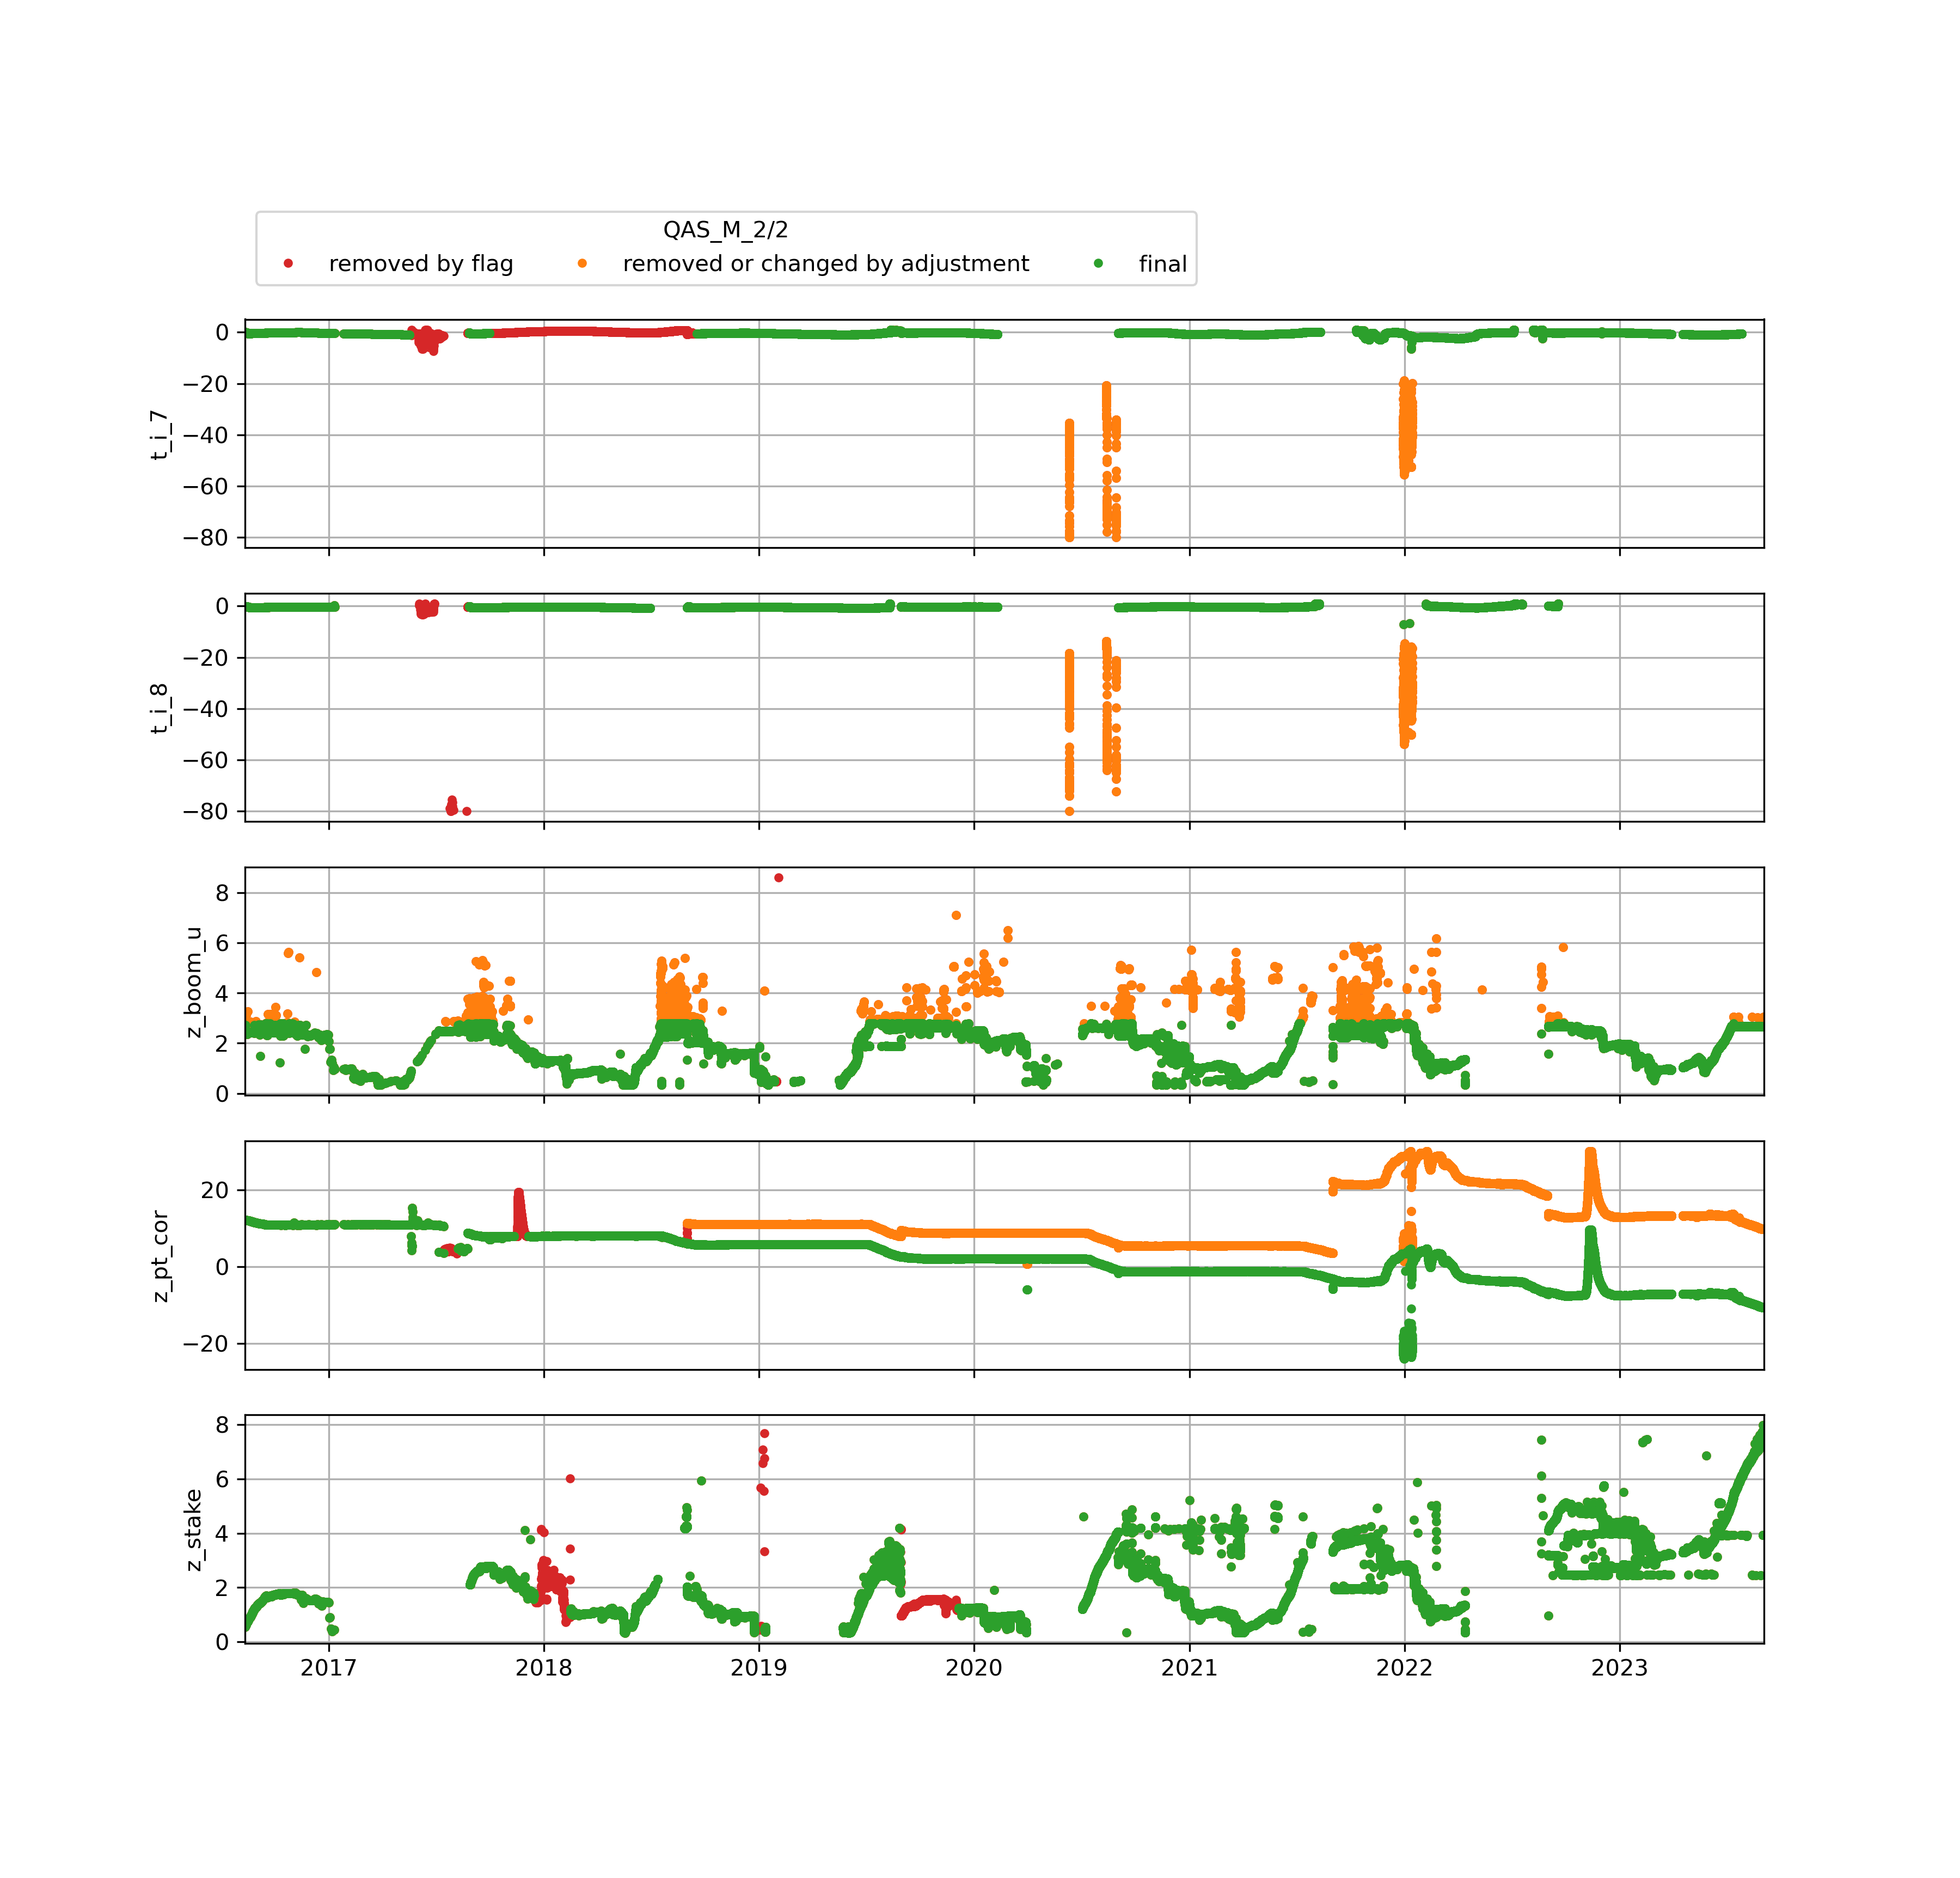 QAS_M_2/2
removed by flag removed or changed by adjustment final
0
−20
−40
−60
−80
t_i_7
0
−20
−40
−60
−80
t_i_8
8
6
4
2
0
z_boom_u
20
0
−20
z_pt_cor
8
6
4
2
0
z_stake
2017 2018 2019 2020 2021 2022 2023